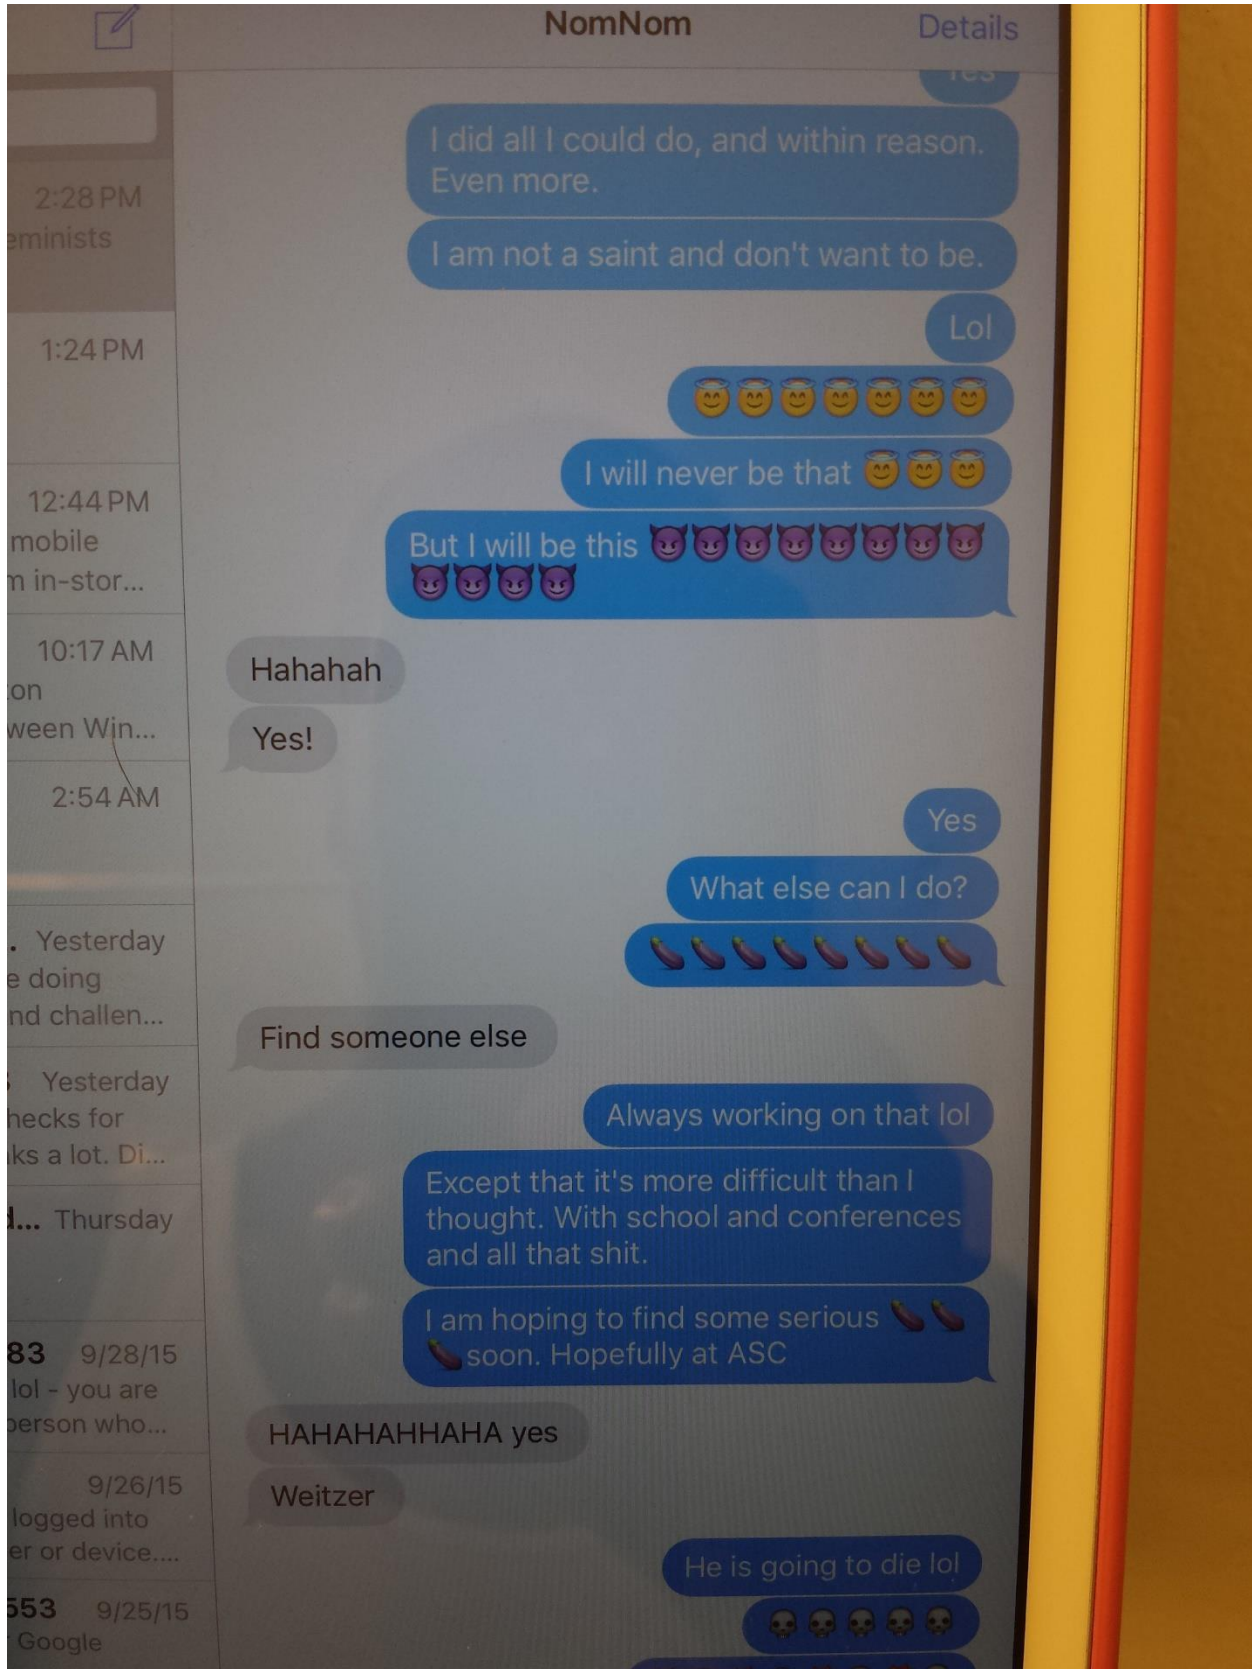 NomNom
Details
2:28 PM
eminists
1:24 PM
12:44 PM
mobile
m in-stor...
10:17 AM
on
ween Win...
2:54 AM
. Yesterday
e doing
nd challen...
Yesterday
hecks for
ks a lot. Di...
... Thursday
83 9/28/15
lol - you are
person who...
9/26/15
logged into
er or device....
553 9/25/15
Google
Yes
I did all I could do, and within reason.
Even more.
I am not a saint and don't want to be.
Lol
😇😇😇😇😇😇😇
I will never be that 😇😇😇
But I will be this 😈😈😈😈😈😈😈😈
😈😈😈😈
Hahahah
Yes!
Yes
What else can I do?
🍆🍆🍆🍆🍆🍆🍆🍆
Find someone else
Always working on that lol
Except that it's more difficult than I
thought. With school and conferences
and all that shit.
I am hoping to find some serious 🍆🍆
🍆 soon. Hopefully at ASC
HAHAHAHHAHA yes
Weitzer
He is going to die lol
💀💀💀💀💀